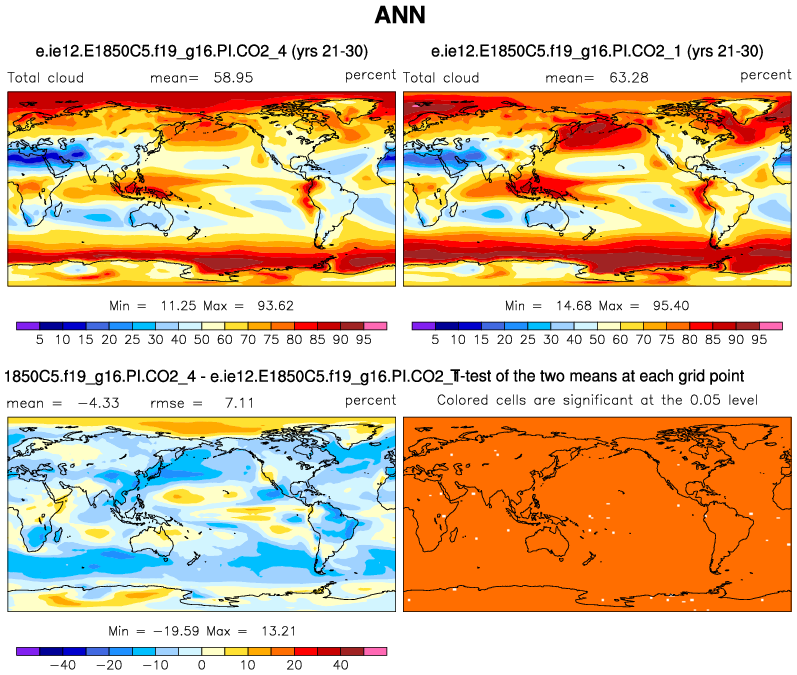 ANN
e.ie12.E1850C5.f19_g16.PI.CO2_4 (yrs 21-30)
Total cloud mean= 58.95 percent
Min = 11.25 Max = 93.62
5 10 15 20 25 30 40 50 60 70 75 80 85 90 95
e.ie12.E1850C5.f19_g16.PI.CO2_1 (yrs 21-30)
Total cloud mean= 63.28 percent
Min = 14.68 Max = 95.40
5 10 15 20 25 30 40 50 60 70 75 80 85 90 95
1850C5.f19_g16.PI.CO2_4 - e.ie12.E1850C5.f19_g16.PI.CO2_1
mean = -4.33 rmse = 7.11 percent
Min = -19.59 Max = 13.21
-40 -20 -10 0 10 20 40
T-test of the two means at each grid point
Colored cells are significant at the 0.05 level